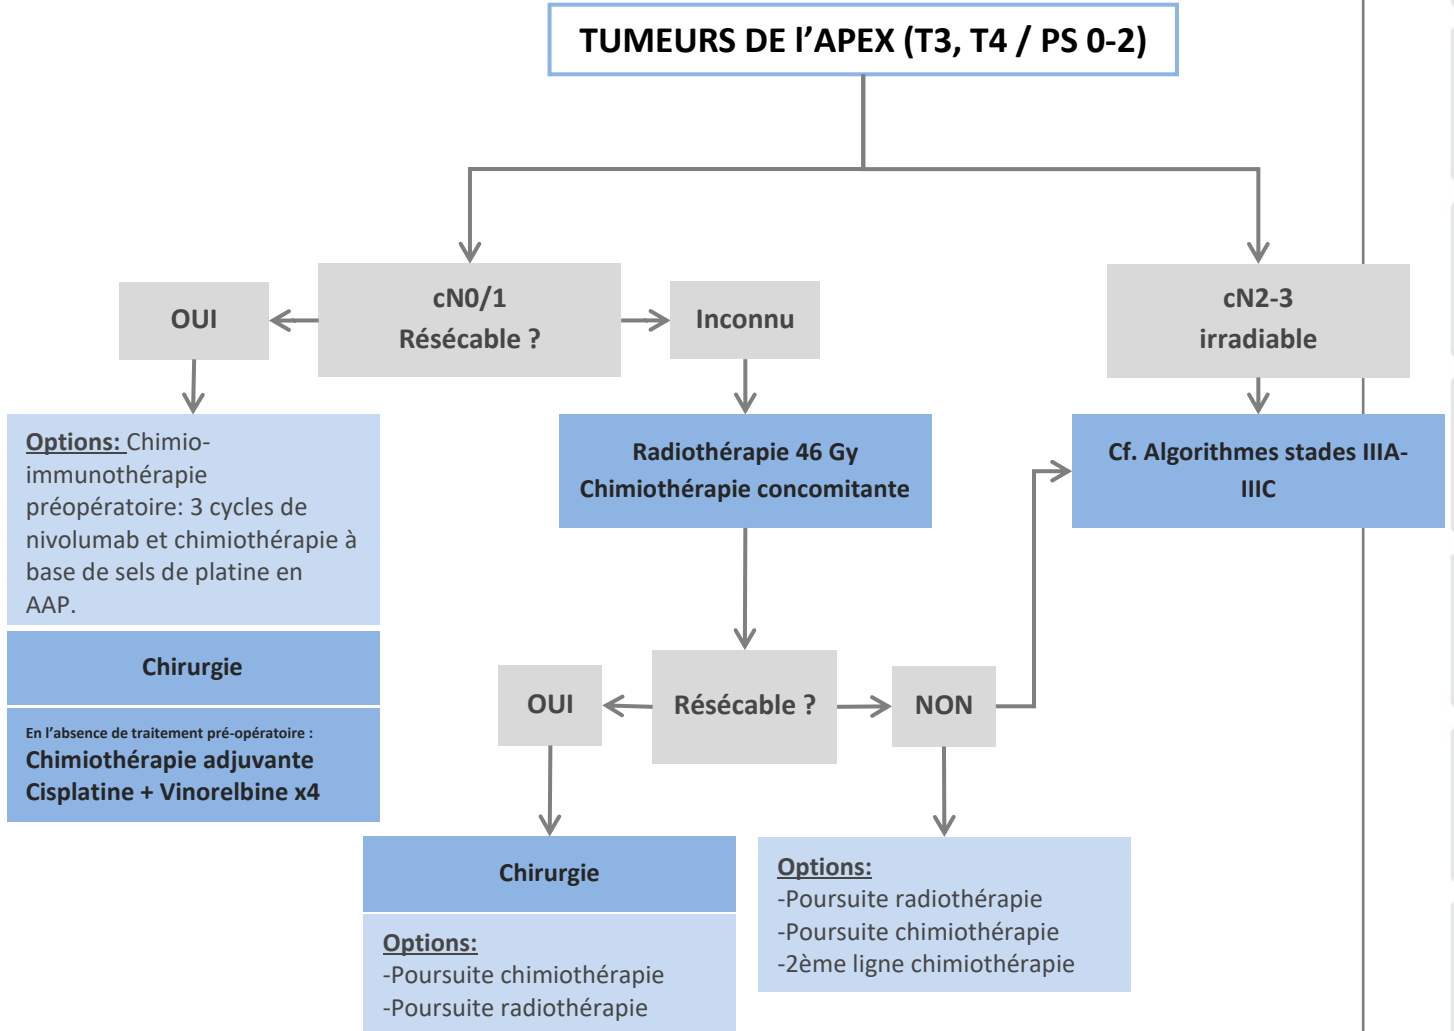 TUMEURS DE l’APEX (T3, T4 / PS 0-2)
OUI
cN0/1
Résécable ?
Inconnu
cN2-3
irradiable
Options: Chimio-
immunothérapie
préopératoire: 3 cycles de
nivolumab et chimiothérapie à
base de sels de platine en
AAP.
Chirurgie
En l’absence de traitement pré-opératoire :
Chimiothérapie adjuvante
Cisplatine + Vinorelbine x4
Radiothérapie 46 Gy
Chimiothérapie concomitante
Cf. Algorithmes stades IIIA-
IIIC
OUI
Résécable ?
NON
Chirurgie
Options:
-Poursuite chimiothérapie
-Poursuite radiothérapie
Options:
-Poursuite radiothérapie
-Poursuite chimiothérapie
-2ème ligne chimiothérapie